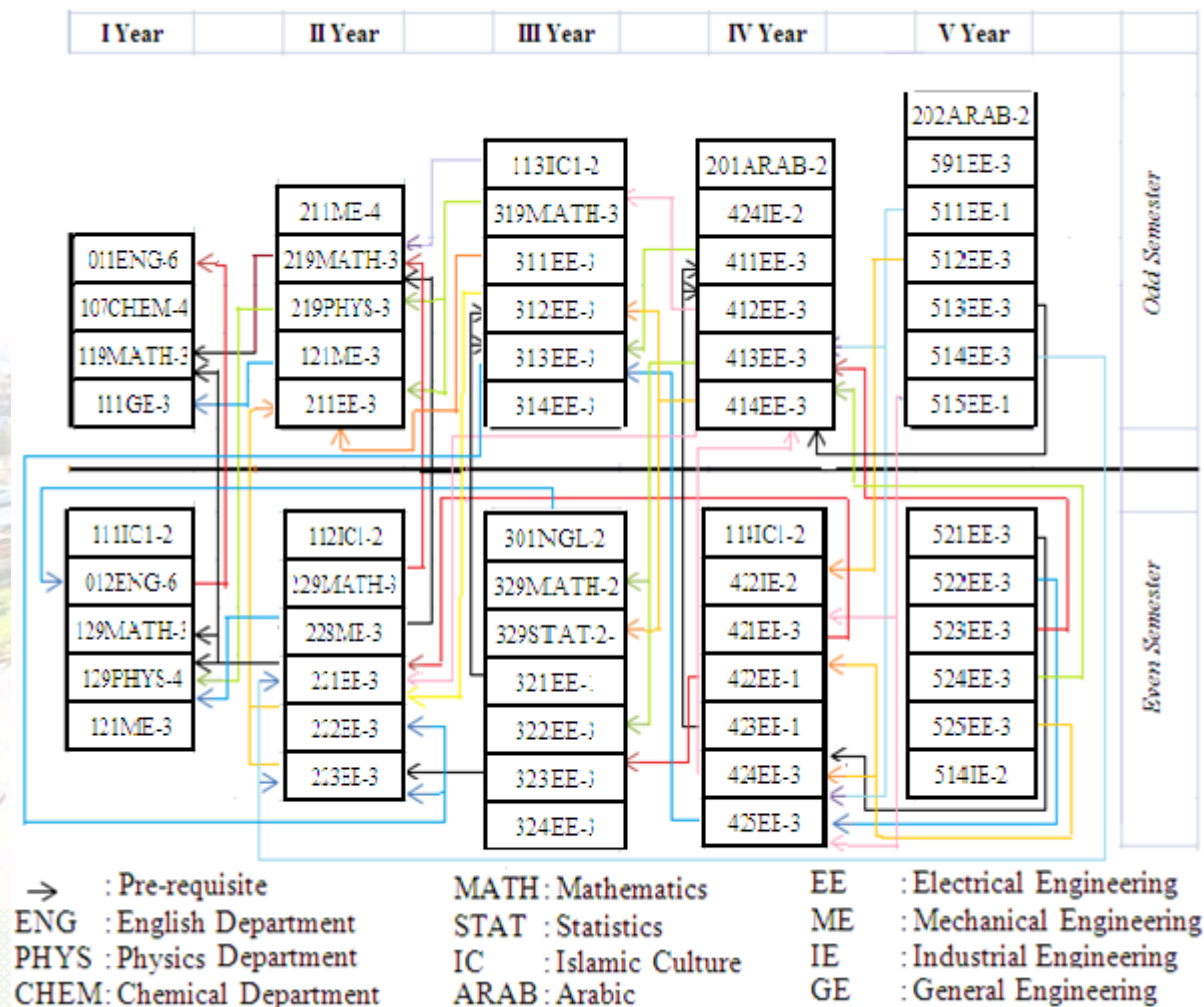 I Year
II Year
III Year
IV Year
V Year
Odd Semester
011ENG-6
107CHEM-4
119MATH-3
111GE-3
211ME-4
219MATH-3
219PHYS-3
121ME-3
211EE-3
113IC1-2
319MATH-3
311EE-3
312EE-3
313EE-3
314EE-3
201ARAB-2
424IE-2
411EE-3
412EE-3
413EE-3
414EE-3
202ARAB-2
591EE-3
511EE-1
512EE-3
513EE-3
514EE-3
515EE-1
Even Semester
111IC1-2
012ENG-6
129MATH-3
129PHYS-4
121ME-3
112IC1-2
229MATH-3
228ME-3
221EE-3
222EE-3
223EE-3
301NGL-2
329MATH-2
329STAT-2-
321EE-1
322EE-3
323EE-3
324EE-3
114IC1-2
422IE-2
421EE-3
422EE-1
423EE-1
424EE-3
425EE-3
521EE-3
522EE-3
523EE-3
524EE-3
525EE-3
514IE-2
→ : Pre-requisite
ENG : English Department
PHYS : Physics Department
CHEM: Chemical Department
MATH: Mathematics
STAT : Statistics
IC : Islamic Culture
ARAB: Arabic
EE : Electrical Engineering
ME : Mechanical Engineering
IE : Industrial Engineering
GE : General Engineering